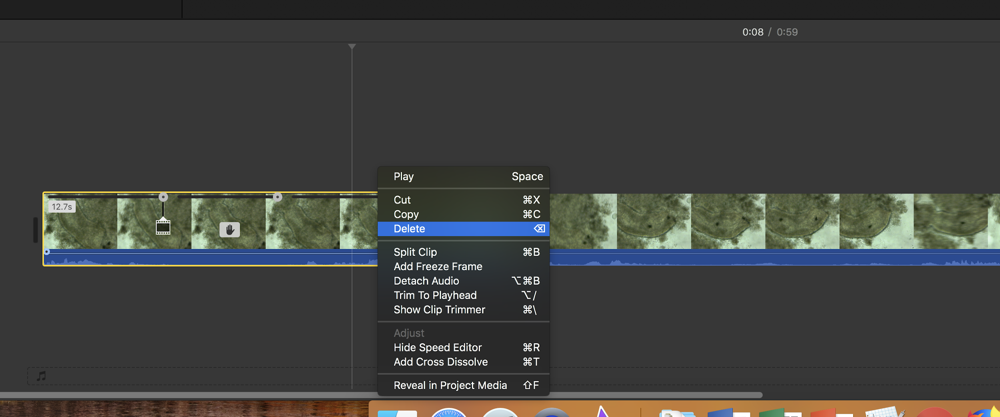 0:08 / 0:59
Play Space
12.7s
Cut ⌘X
Copy ⌘C
Delete ⌫
Split Clip ⌘B
Add Freeze Frame
Detach Audio ⌥⌘B
Trim To Playhead ⌥/
Show Clip Trimmer ⌘\
Adjust
Hide Speed Editor ⌘R
Add Cross Dissolve ⌘T
Reveal in Project Media ⇧F